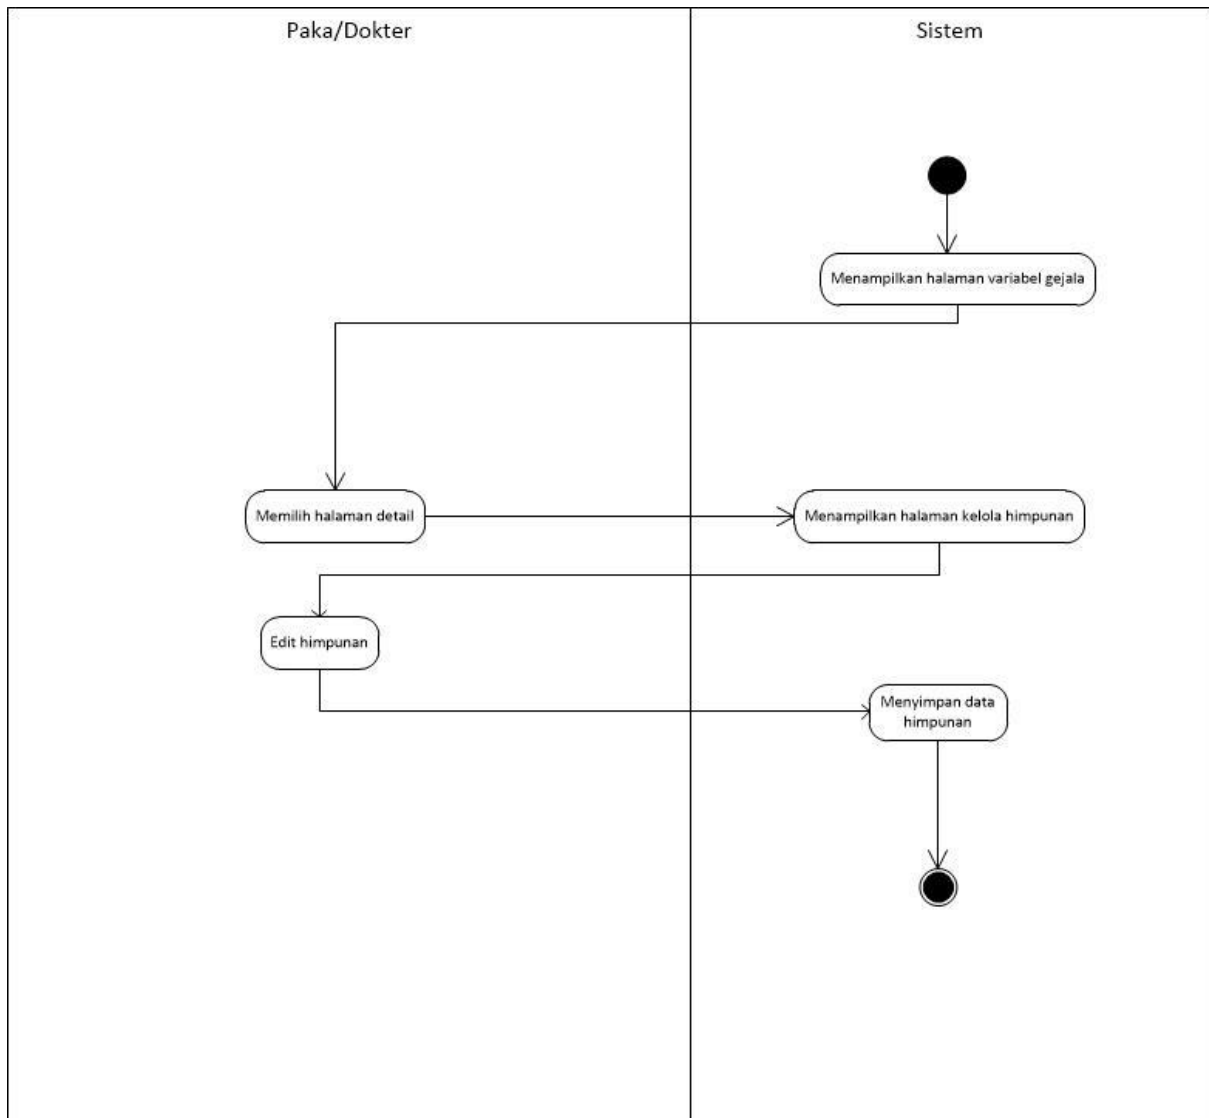 Paka/Dokter
Sistem
Menampilkan halaman variabel gejala
Memilih halaman detail
Menampilkan halaman kelola himpunan
Edit himpunan
Menyimpan data
himpunan